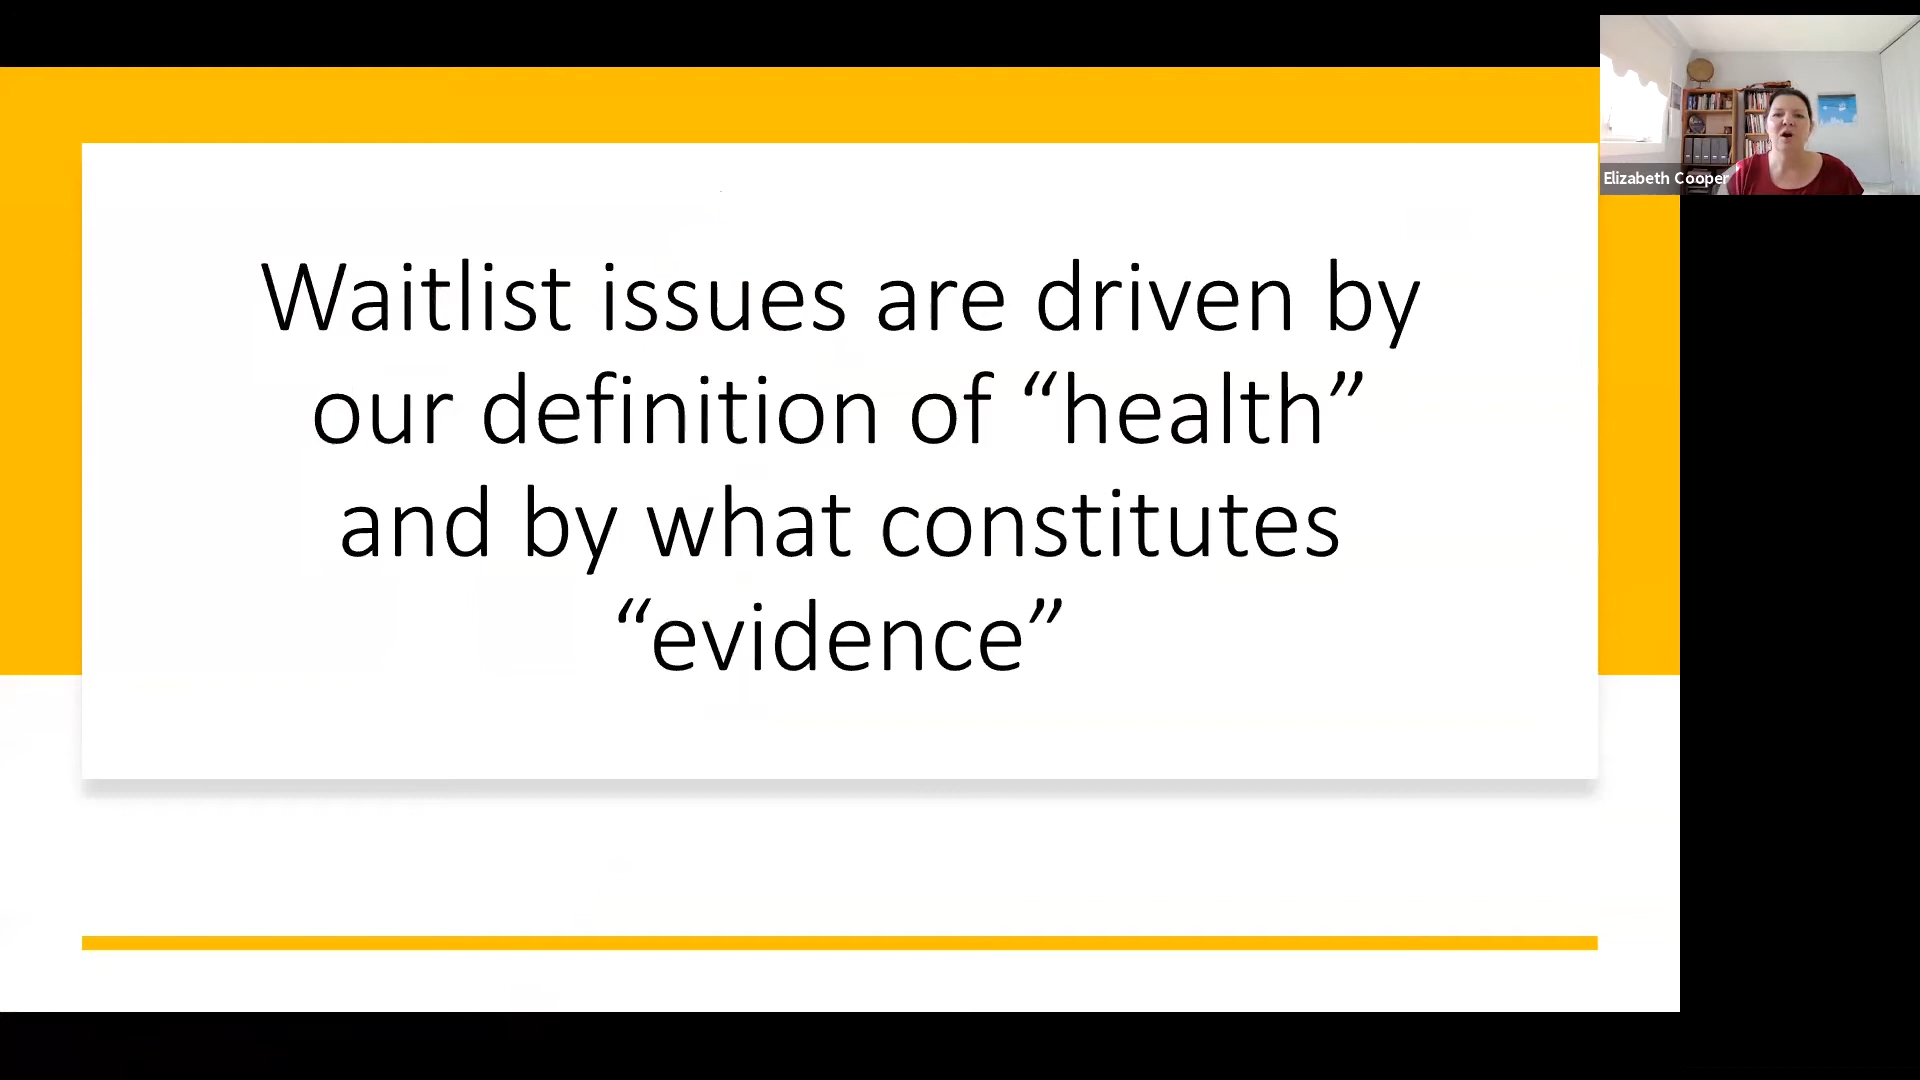 Waitlist issues are driven by
our definition of “health”
and by what constitutes
“evidence”
Elizabeth Cooper